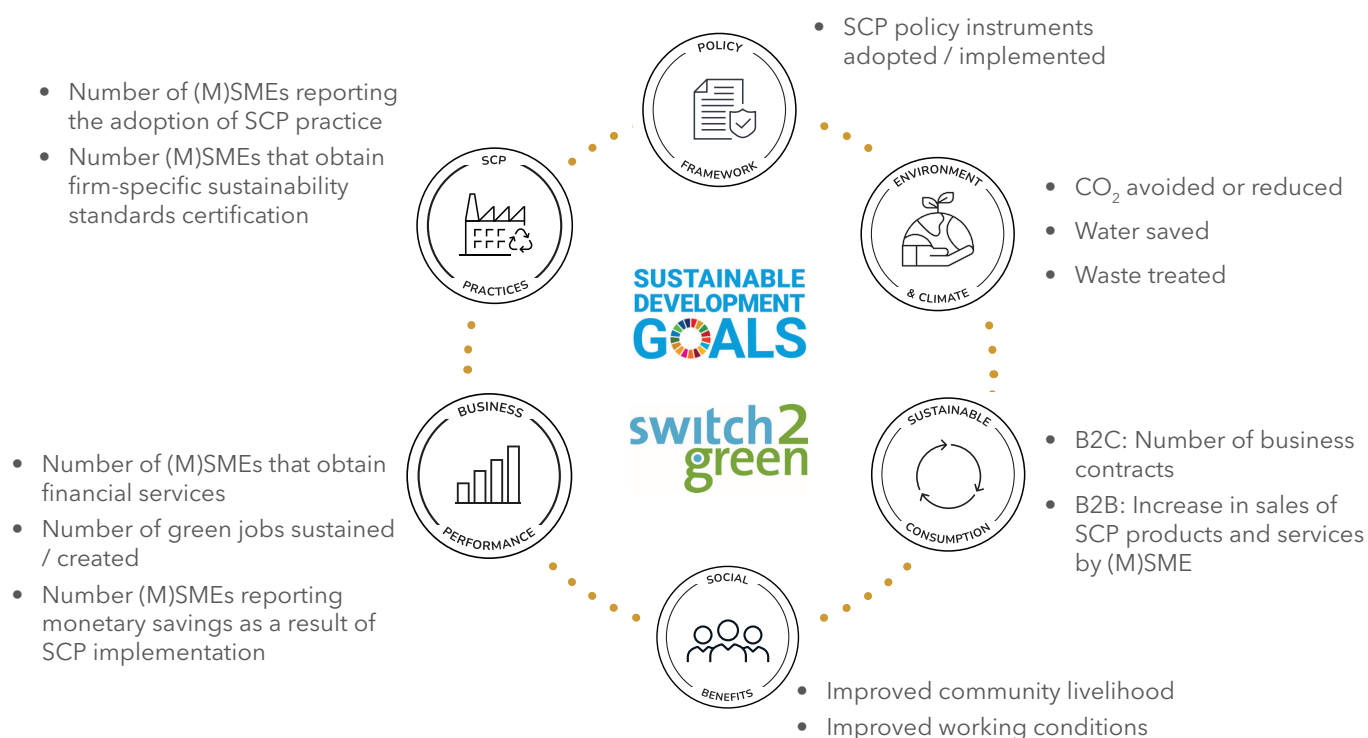 POLICY
FRAMEWORK
• SCP policy instruments
adopted / implemented
ENVIRONMENT
& CLIMATE
• CO₂ avoided or reduced
• Water saved
• Waste treated
SUSTAINABLE
CONSUMPTION
• B2C: Number of business
contracts
• B2B: Increase in sales of
SCP products and services
by (M)SME
SOCIAL
BENEFITS
• Improved community livelihood
• Improved working conditions
BUSINESS
PERFORMANCE
• Number of (M)SMEs that obtain
financial services
• Number of green jobs sustained
/ created
• Number (M)SMEs reporting
monetary savings as a result of
SCP implementation
SCP
PRACTICES
• Number of (M)SMEs reporting
the adoption of SCP practice
• Number (M)SMEs that obtain
firm-specific sustainability
standards certification
SUSTAINABLE
DEVELOPMENT
GOALS
switch2
green